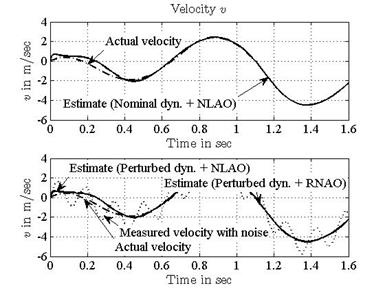 Velocity v
4
2
0
-2
-4
-6
v in m/sec
Actual velocity
Estimate (Nominal dyn. + NLAO)
0 0.2 0.4 0.6 0.8 1 1.2 1.4 1.6
Time in sec
4
2
0
-2
-4
-6
v in m/sec
Estimate (Perturbed dyn. + NLAO)
Estimate (Perturbed dyn. + RNAO)
Measured velocity with noise
Actual velocity
0 0.2 0.4 0.6 0.8 1 1.2 1.4 1.6
Time in sec